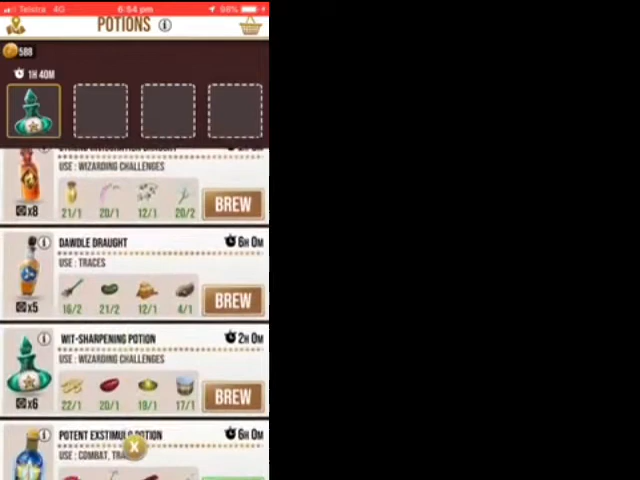 Telstra 4G 6:54 pm 98%
POTIONS i
588
1H 40M
USE : WIZARDING CHALLENGES
x8 21/1 20/1 12/1 20/2 BREW
DAWDLE DRAUGHT 6H 0M
USE : TRACES
x5 16/2 21/2 12/1 4/1 BREW
WIT-SHARPENING POTION 2H 0M
USE : WIZARDING CHALLENGES
x6 22/1 20/1 19/1 17/1 BREW
POTENT EXSTIMULO POTION 6H 0M
USE : COMBAT,
X